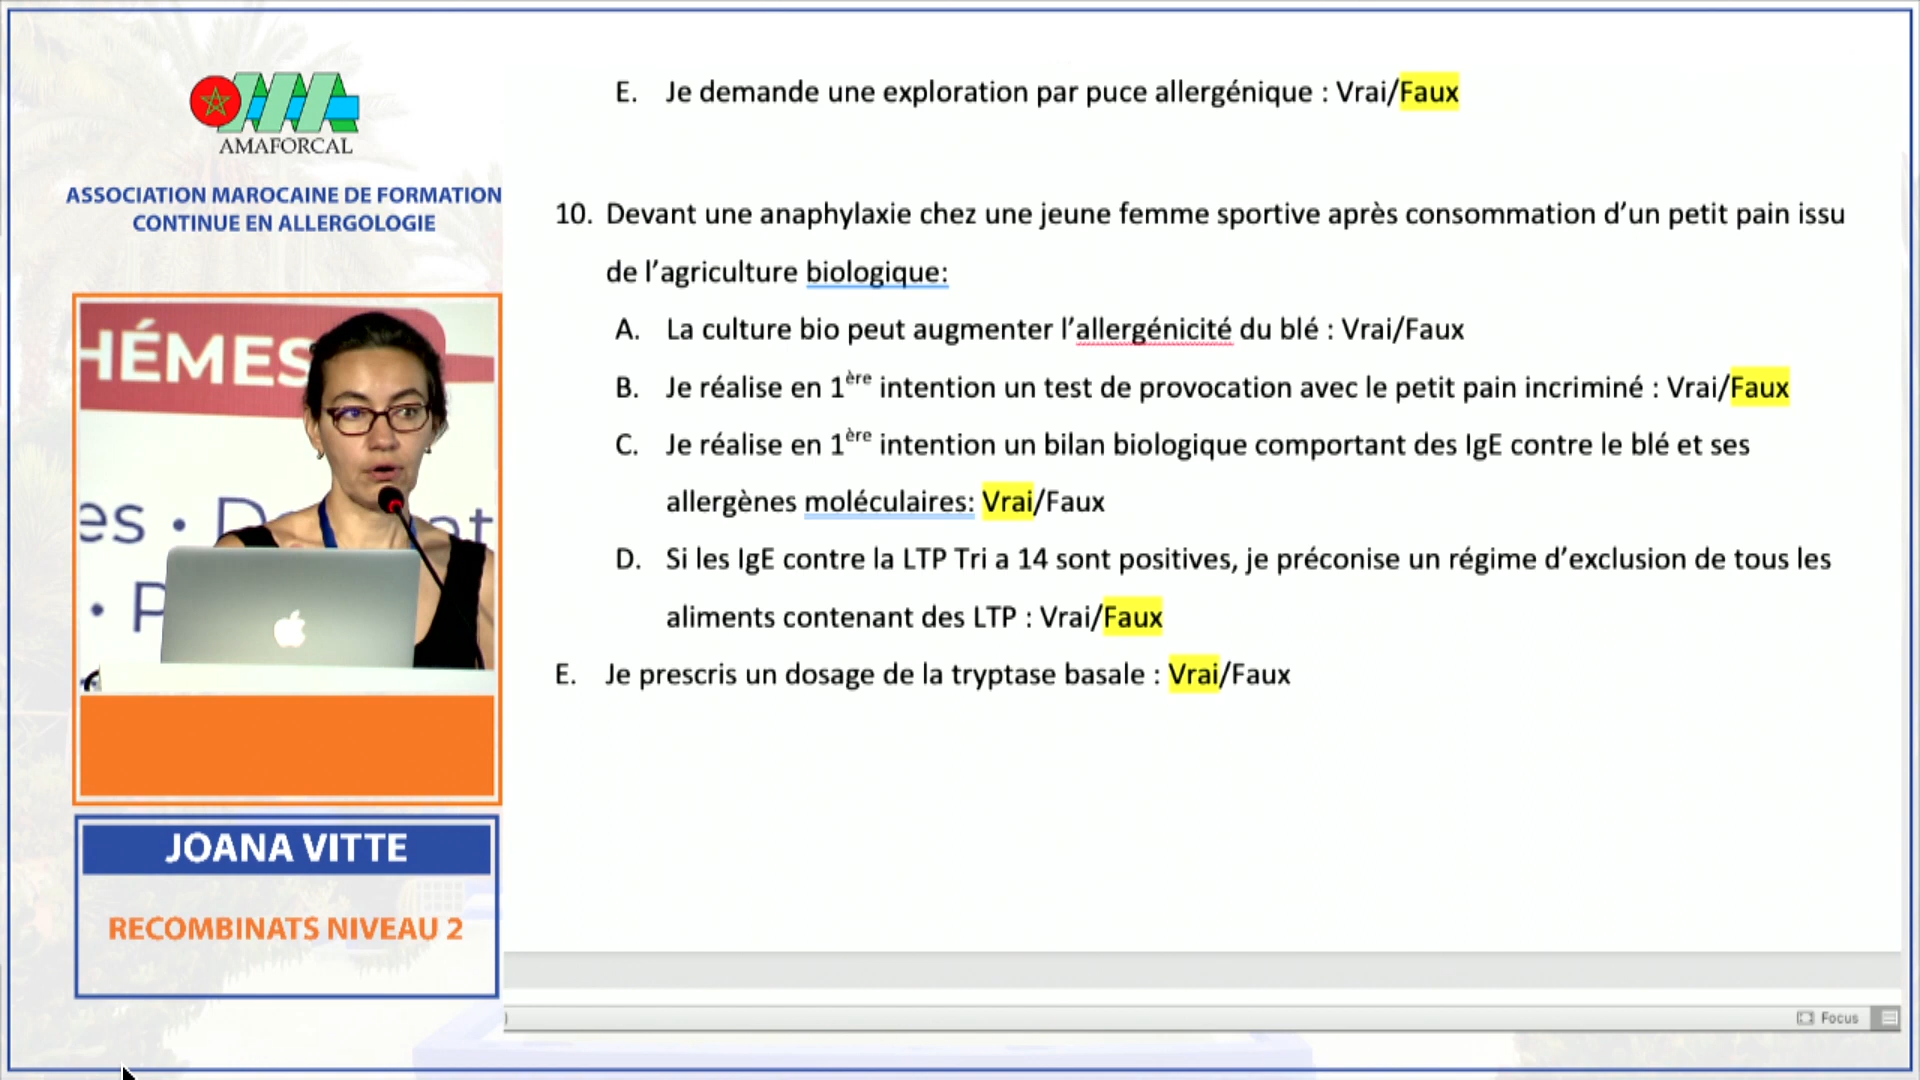 AMAFORCAL
ASSOCIATION MAROCAINE DE FORMATION
CONTINUE EN ALLERGOLOGIE
HÉMES
es • D
at
• P
JOANA VITTE
RECOMBINATS NIVEAU 2
E. Je demande une exploration par puce allergénique : Vrai/Faux
10. Devant une anaphylaxie chez une jeune femme sportive après consommation d’un petit pain issu
de l’agriculture biologique:
A. La culture bio peut augmenter l’allergénicité du blé : Vrai/Faux
B. Je réalise en 1ère intention un test de provocation avec le petit pain incriminé : Vrai/Faux
C. Je réalise en 1ère intention un bilan biologique comportant des IgE contre le blé et ses
allergènes moléculaires: Vrai/Faux
D. Si les IgE contre la LTP Tri a 14 sont positives, je préconise un régime d’exclusion de tous les
aliments contenant des LTP : Vrai/Faux
E. Je prescris un dosage de la tryptase basale : Vrai/Faux
Focus